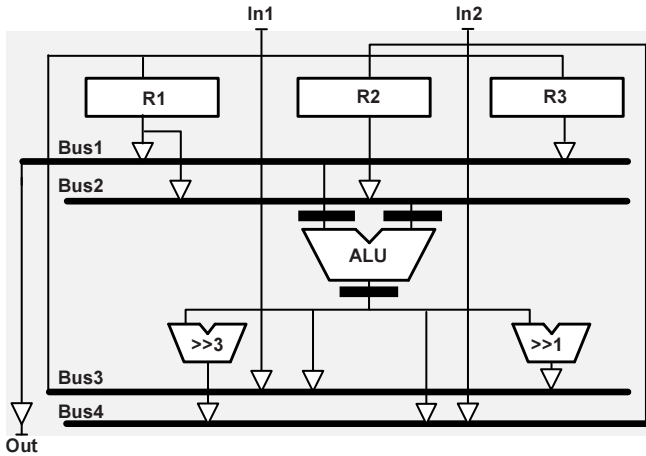 In1 In2
R1 R2 R3
Bus1
Bus2
ALU
>>3 >>1
Bus3
Bus4
Out